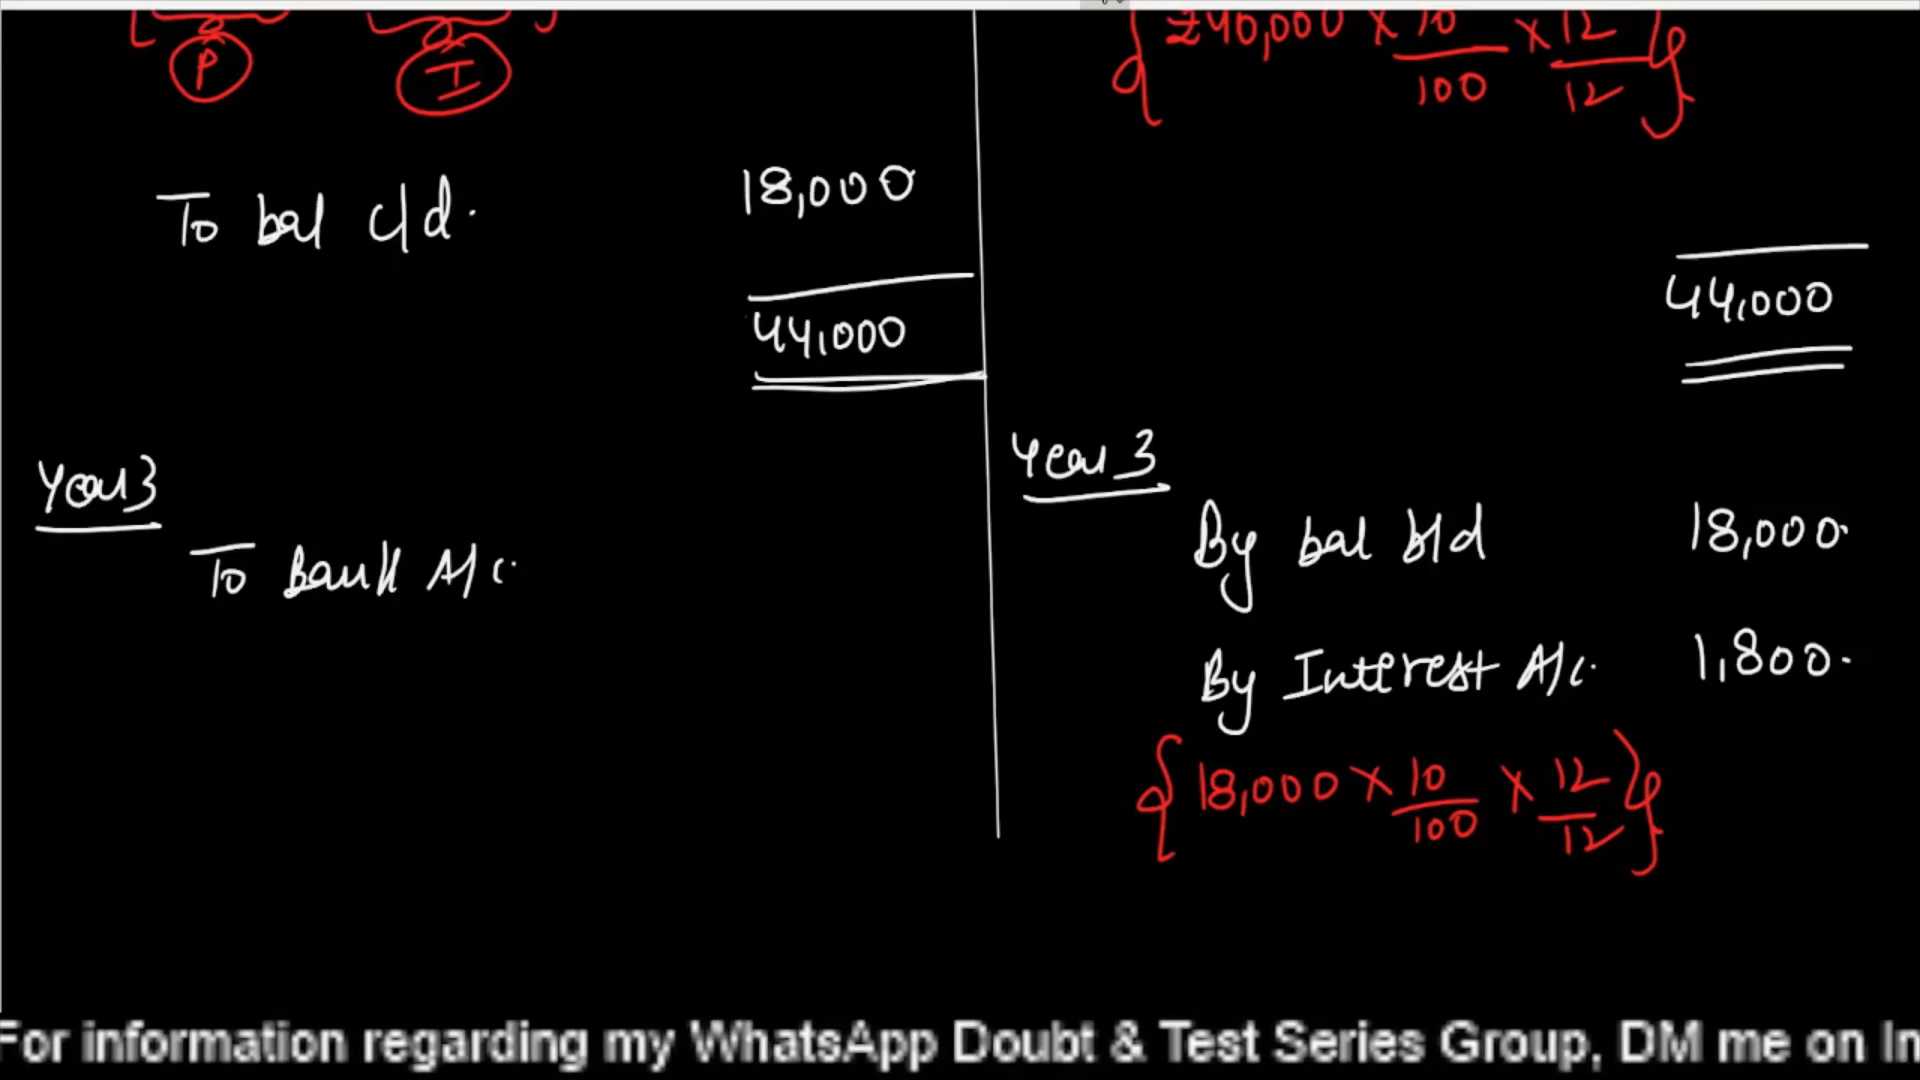 P I
₹40,000 × 10/100 × 12/12
To bal c/d. 18,000
44,000
44,000
Year 3
To Bank A/c.
Year 3
By bal b/d 18,000.
By Interest A/c. 1,800.
{18,000 × 10/100 × 12/12}
For information regarding my WhatsApp Doubt & Test Series Group, DM me on In